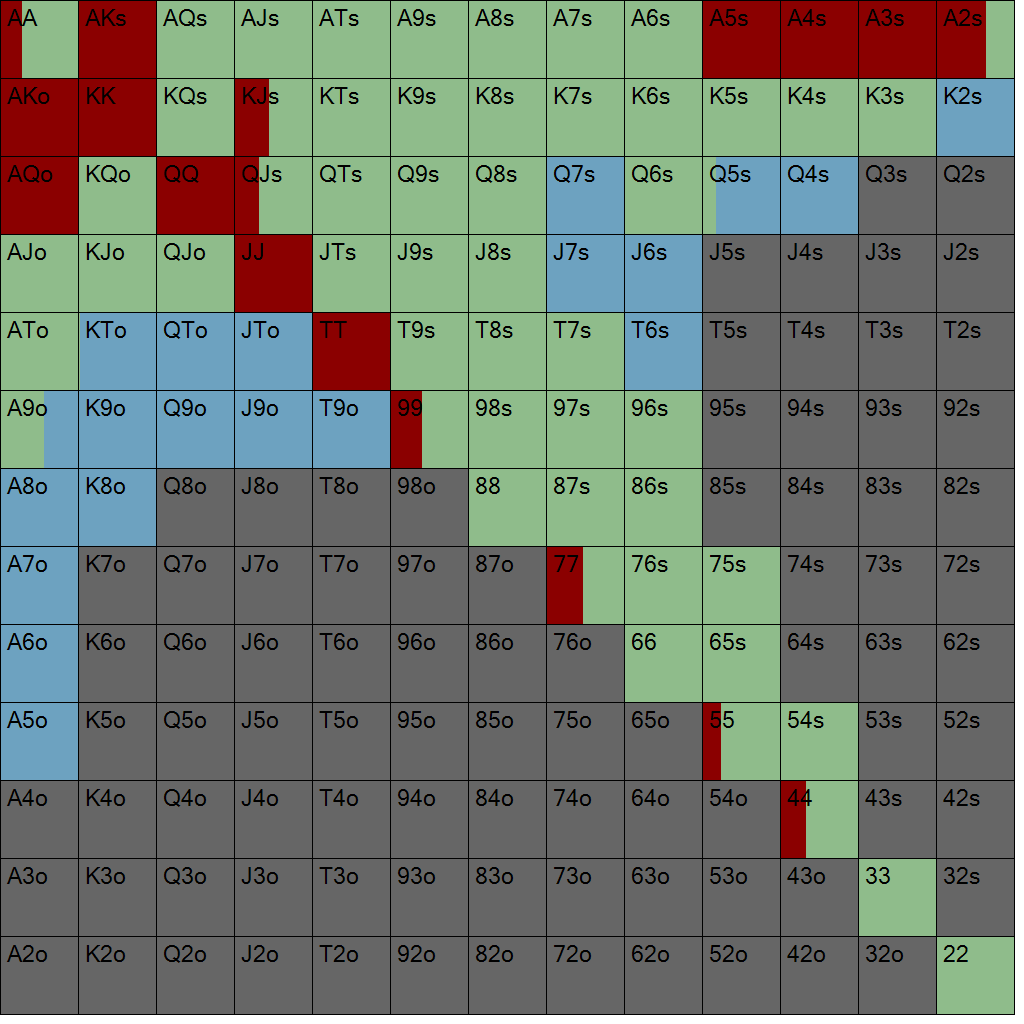 AA AKs AQs AJs ATs A9s A8s A7s A6s A5s A4s A3s A2s
AKo KK KQs KJs KTs K9s K8s K7s K6s K5s K4s K3s K2s
AQo KQo QQ QJs QTs Q9s Q8s Q7s Q6s Q5s Q4s Q3s Q2s
AJo KJo QJo JJ JTs J9s J8s J7s J6s J5s J4s J3s J2s
ATo KTo QTo JTo TT T9s T8s T7s T6s T5s T4s T3s T2s
A9o K9o Q9o J9o T9o 99 98s 97s 96s 95s 94s 93s 92s
A8o K8o Q8o J8o T8o 98o 88 87s 86s 85s 84s 83s 82s
A7o K7o Q7o J7o T7o 97o 87o 77 76s 75s 74s 73s 72s
A6o K6o Q6o J6o T6o 96o 86o 76o 66 65s 64s 63s 62s
A5o K5o Q5o J5o T5o 95o 85o 75o 65o 55 54s 53s 52s
A4o K4o Q4o J4o T4o 94o 84o 74o 64o 54o 44 43s 42s
A3o K3o Q3o J3o T3o 93o 83o 73o 63o 53o 43o 33 32s
A2o K2o Q2o J2o T2o 92o 82o 72o 62o 52o 42o 32o 22